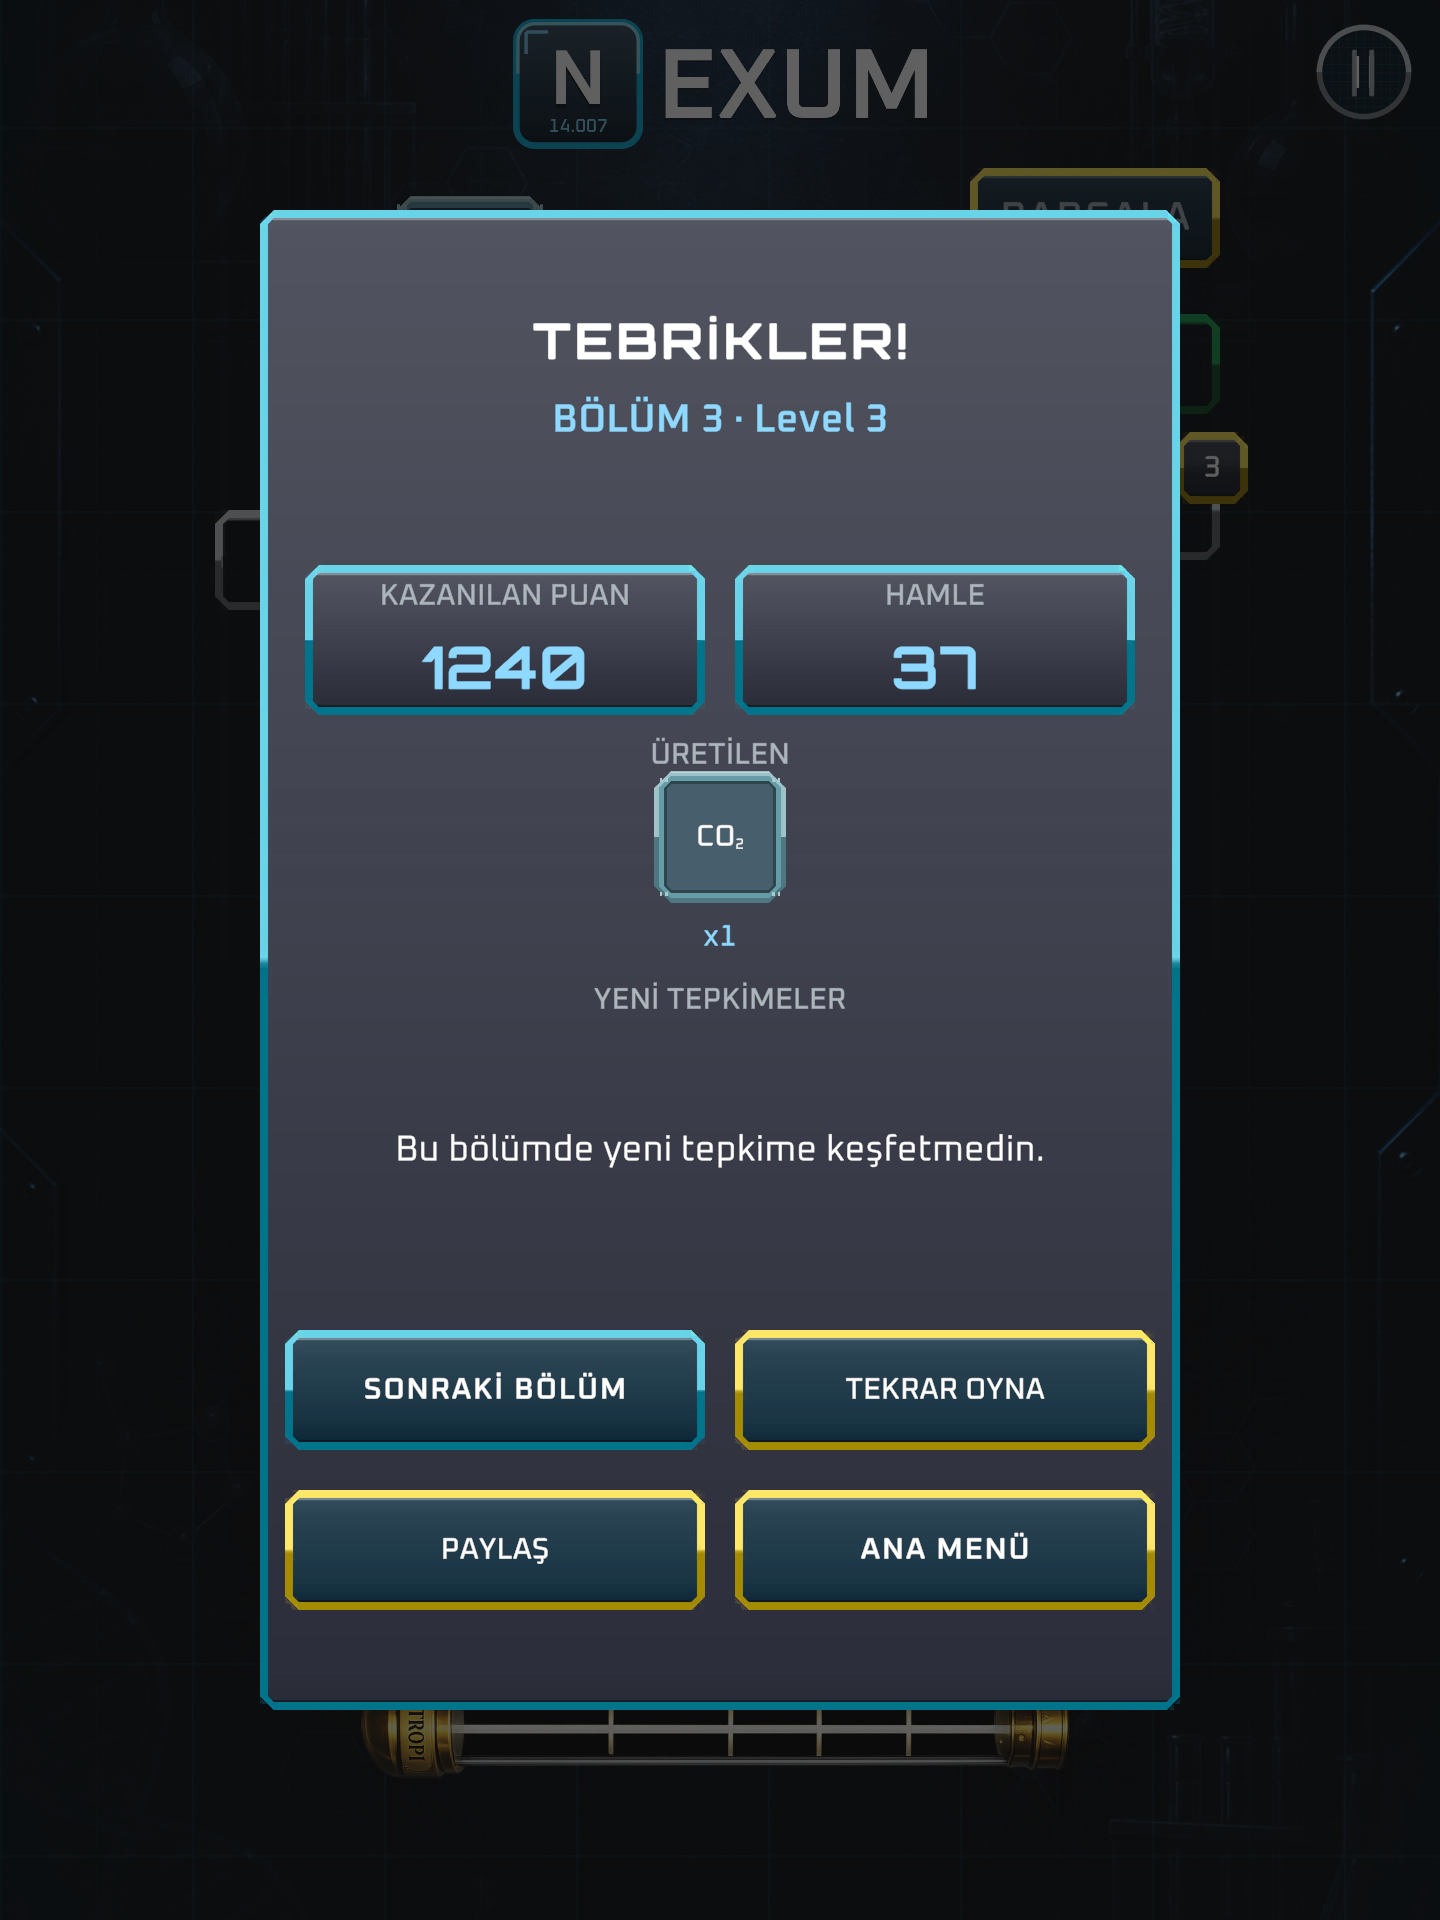 N EXUM
14.007
TEBRİKLER!
BÖLÜM 3 · Level 3
3
KAZANILAN PUAN
HAMLE
1240
37
ÜRETİLEN
CO₂
x1
YENİ TEPKİMELER
Bu bölümde yeni tepkime keşfetmedin.
SONRAKİ BÖLÜM
TEKRAR OYNA
PAYLAŞ
ANA MENÜ
TROPİ